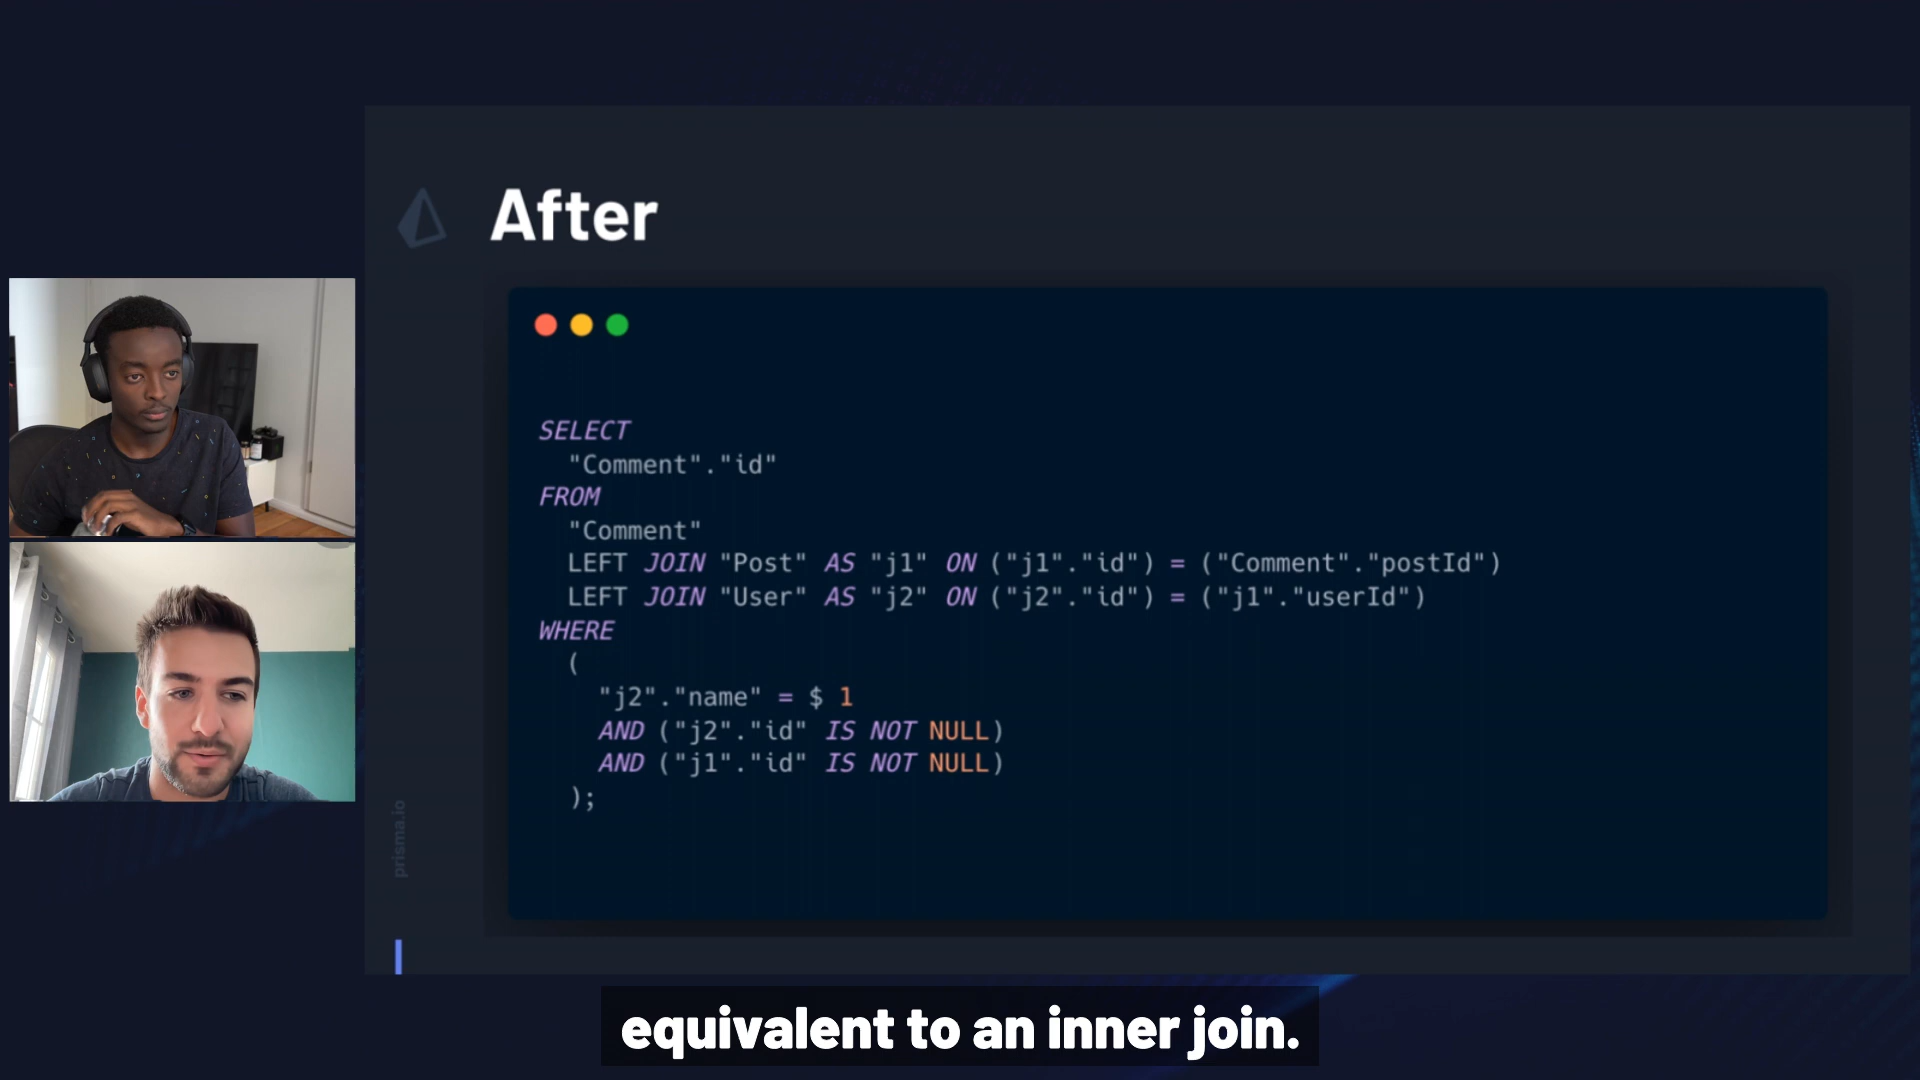 After
SELECT
"Comment"."id"
FROM
"Comment"
LEFT JOIN "Post" AS "j1" ON ("j1"."id") = ("Comment"."postId")
LEFT JOIN "User" AS "j2" ON ("j2"."id") = ("j1"."userId")
WHERE
(
"j2"."name" = $ 1
AND ("j2"."id" IS NOT NULL)
AND ("j1"."id" IS NOT NULL)
);
prisma.io
equivalent to an inner join.